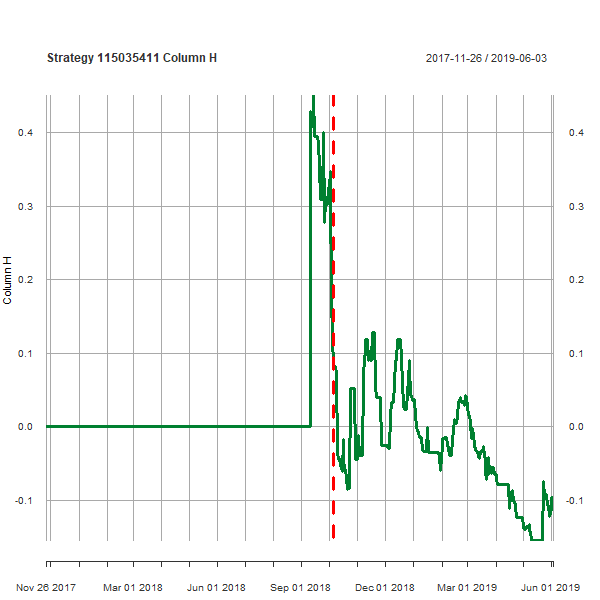 Strategy 115035411 Column H
2017-11-26 / 2019-06-03
0.4 0.4
0.3 0.3
0.2 0.2
Column H
0.1 0.1
0.0 0.0
-0.1 -0.1
Nov 26 2017 Mar 01 2018 Jun 01 2018 Sep 01 2018 Dec 01 2018 Mar 01 2019 Jun 01 2019